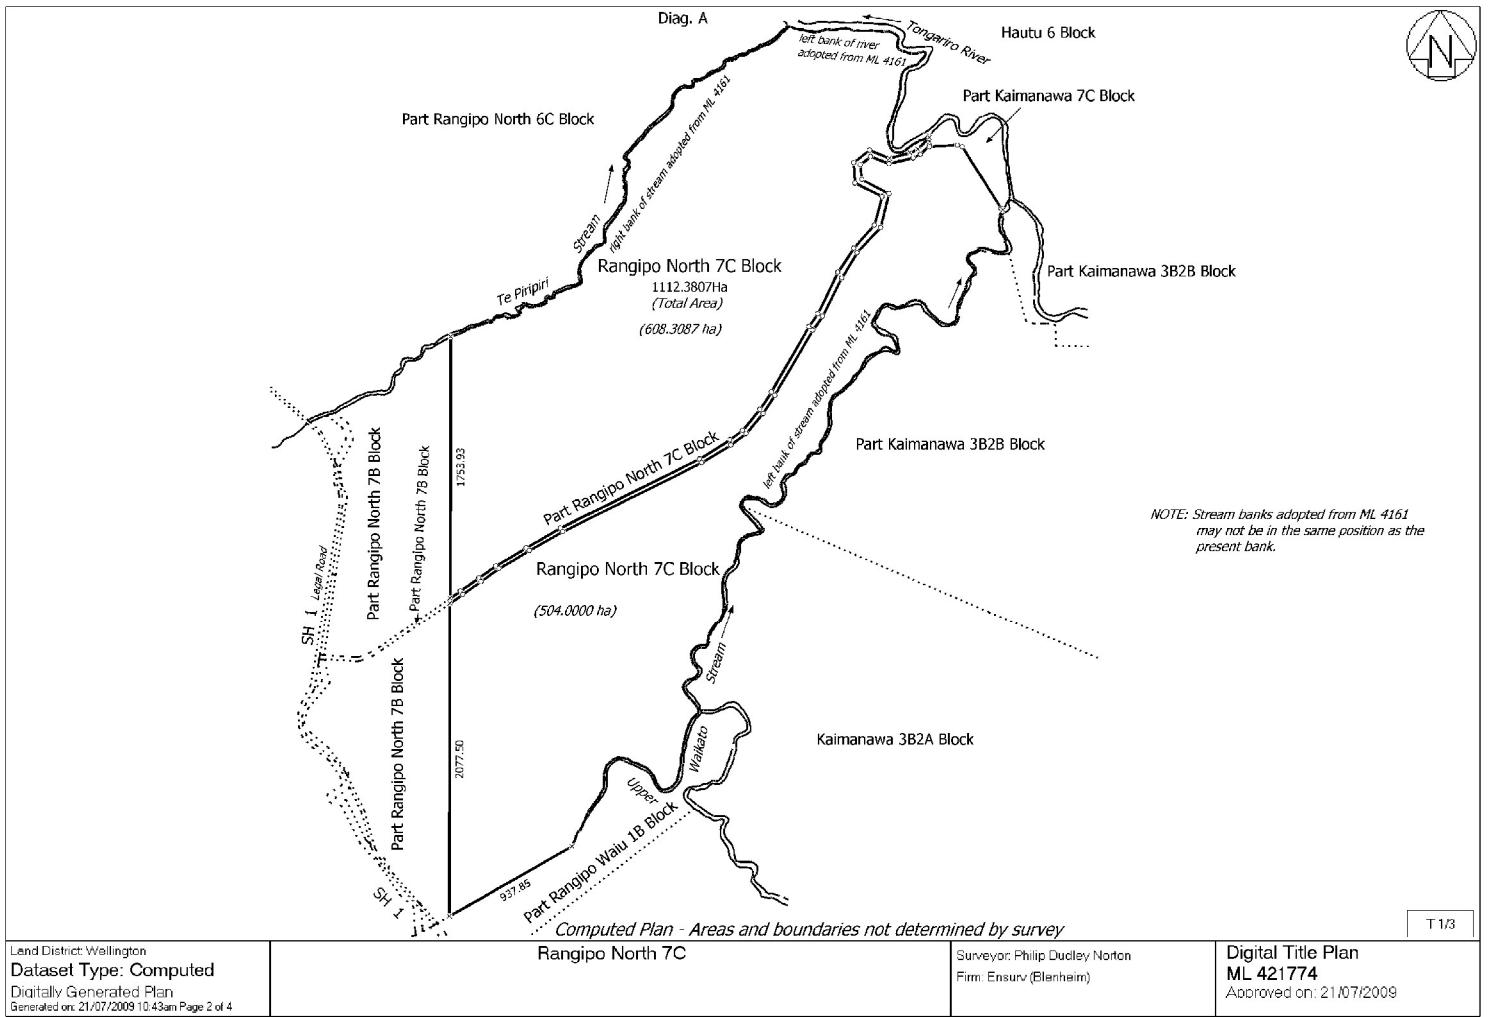 Diag. A
Tongariro River
Hautu 6 Block
N
left bank of river
adopted from ML 4161
Part Kaimanawa 7C Block
Part Rangipo North 6C Block
right bank of stream adopted from ML 4161
Stream
Rangipo North 7C Block
1112.3807Ha
(Total Area)
(608.3087 ha)
Te Piripiri
Part Kaimanawa 3B2B Block
left bank of stream adopted from ML 4161
Part Kaimanawa 3B2B Block
Part Rangipo North 7B Block
Part Rangipo North 7B Block
1753.93
Part Rangipo North 7C Block
NOTE: Stream banks adopted from ML 4161
may not be in the same position as the
present bank.
Legal Road
SH 1
Rangipo North 7C Block
(504.0000 ha)
Stream
Part Rangipo North 7B Block
2077.50
Waikato
Kaimanawa 3B2A Block
Upper
Part Rangipo Waiu 1B Block
937.85
SH 1
Computed Plan - Areas and boundaries not determined by survey
T 1/3
Land District: Wellington
Dataset Type: Computed
Digitally Generated Plan
Generated on: 21/07/2009 10:43am Page 2 of 4
Rangipo North 7C
Surveyor: Philip Dudley Norton
Firm: Ensurv (Blenheim)
Digital Title Plan
ML 421774
Approved on: 21/07/2009